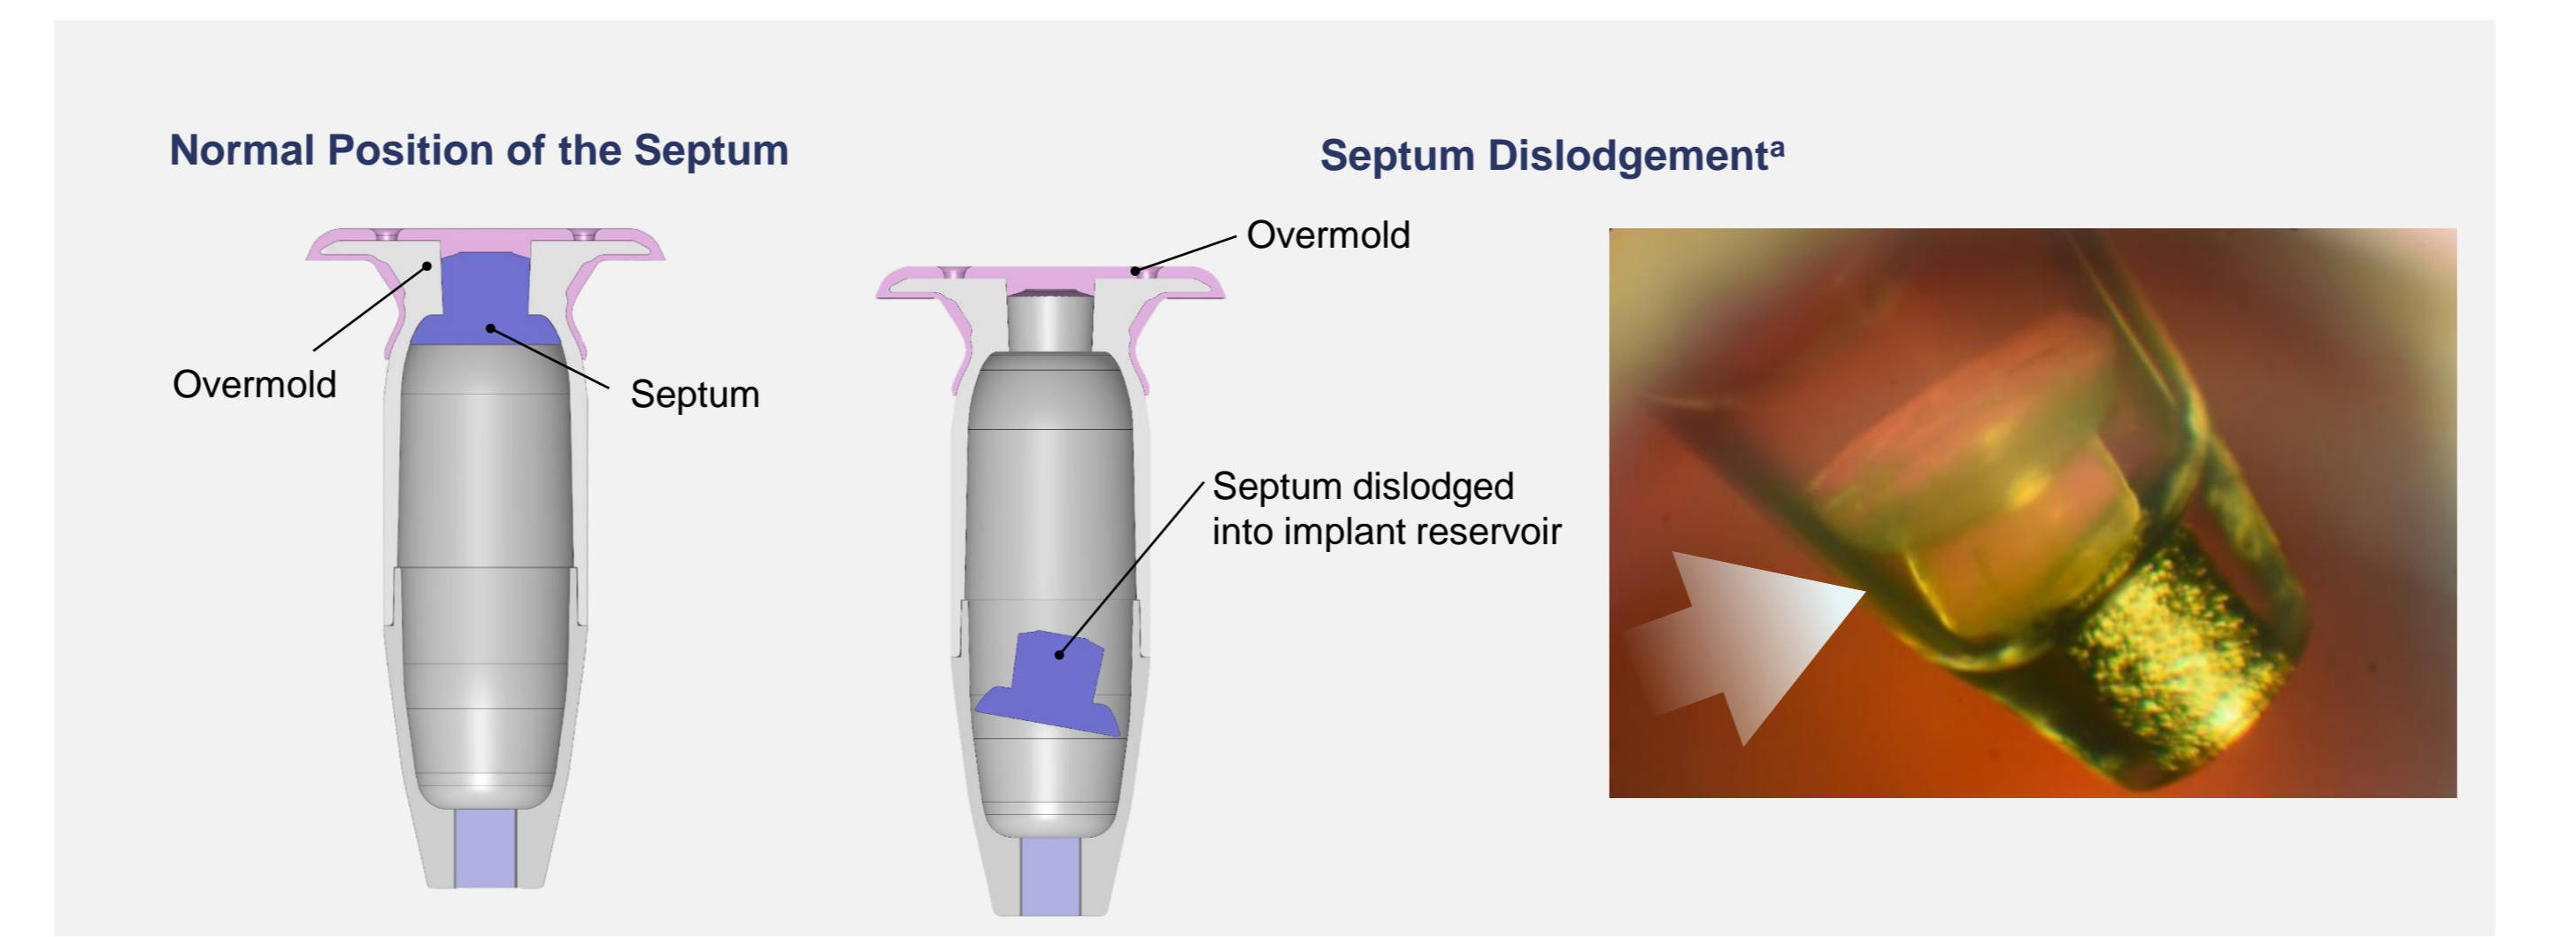 Normal Position of the Septum
Overmold
Septum
Septum Dislodgementᵃ
Overmold
Septum dislodged
into implant reservoir